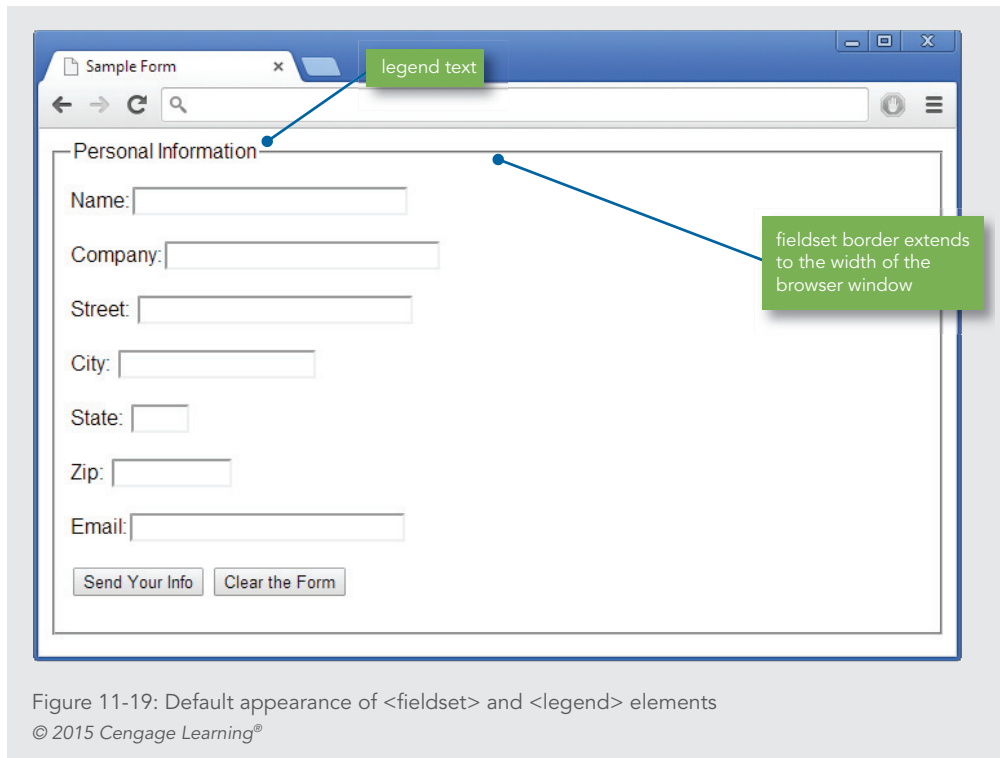 Sample Form
legend text
Personal Information
Name:
fieldset border extends
to the width of the
browser window
Company:
Street:
City:
State:
Zip:
Email:
Send Your Info
Clear the Form
Figure 11-19: Default appearance of <fieldset> and <legend> elements
© 2015 Cengage Learning®